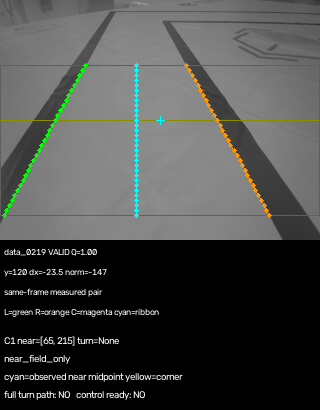 data_0219 VALID Q=1.00
y=120 dx=-23.5 norm=-147
same-frame measured pair
L=green R=orange C=magenta cyan=ribbon
C1 near=[65, 215] turn=None
near_field_only
cyan=observed near midpoint yellow=corner
full turn path: NO control ready: NO